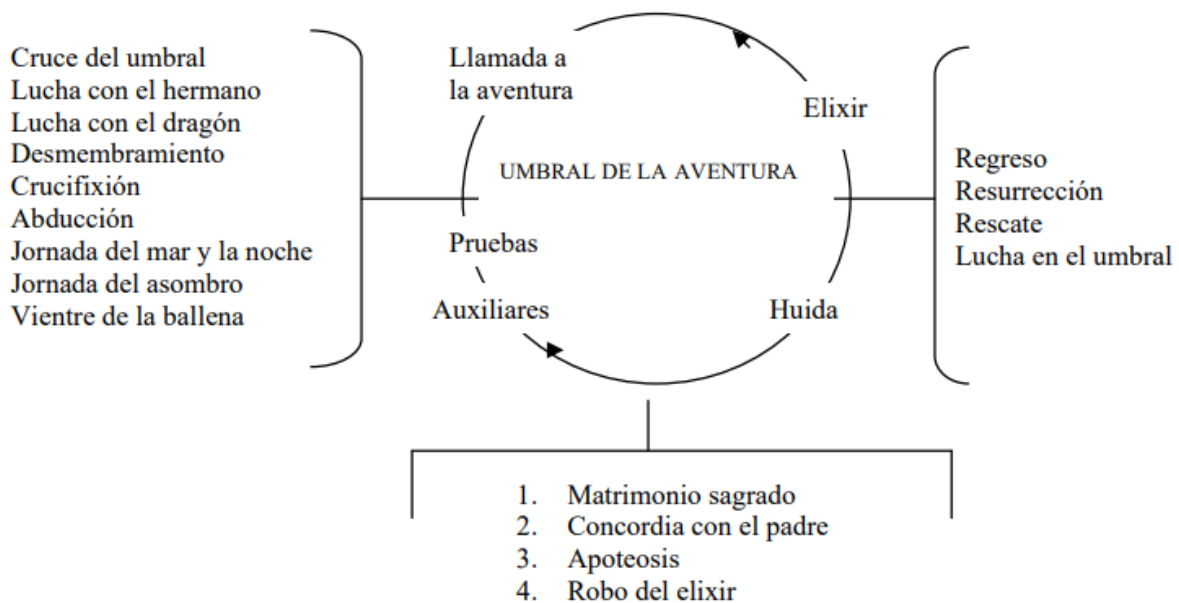 Cruce del umbral
Lucha con el hermano
Lucha con el dragón
Desmembramiento
Crucifixión
Abducción
Jornada del mar y la noche
Jornada del asombro
Vientre de la ballena
Llamada a
la aventura
Elixir
UMBRAL DE LA AVENTURA
Pruebas
Auxiliares
Huida
Regreso
Resurrección
Rescate
Lucha en el umbral
1. Matrimonio sagrado
2. Concordia con el padre
3. Apoteosis
4. Robo del elixir